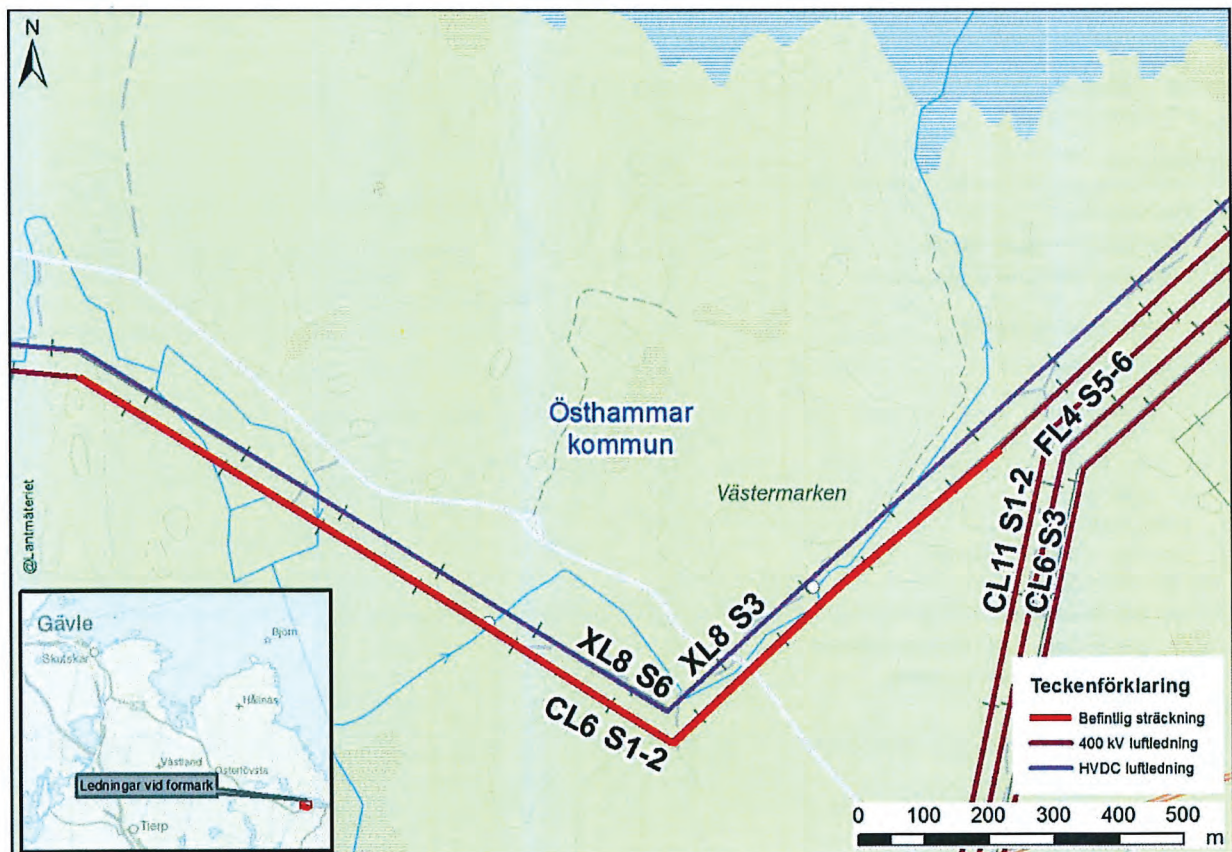 N
Östhammar
kommun
Västermarken
@Lantmäteriet
XL8 S6
XL8 S3
CL6 S1-2
CL11 S1-2
CL6 S3
FL4 S5-6
Gävle
Skutskär
Björn
Hållnäs
Västland
Österlövsta
Ledningar vid formark
Tierp
Teckenförklaring
Befintlig sträckning
400 kV luftledning
HVDC luftledning
0 100 200 300 400 500
m